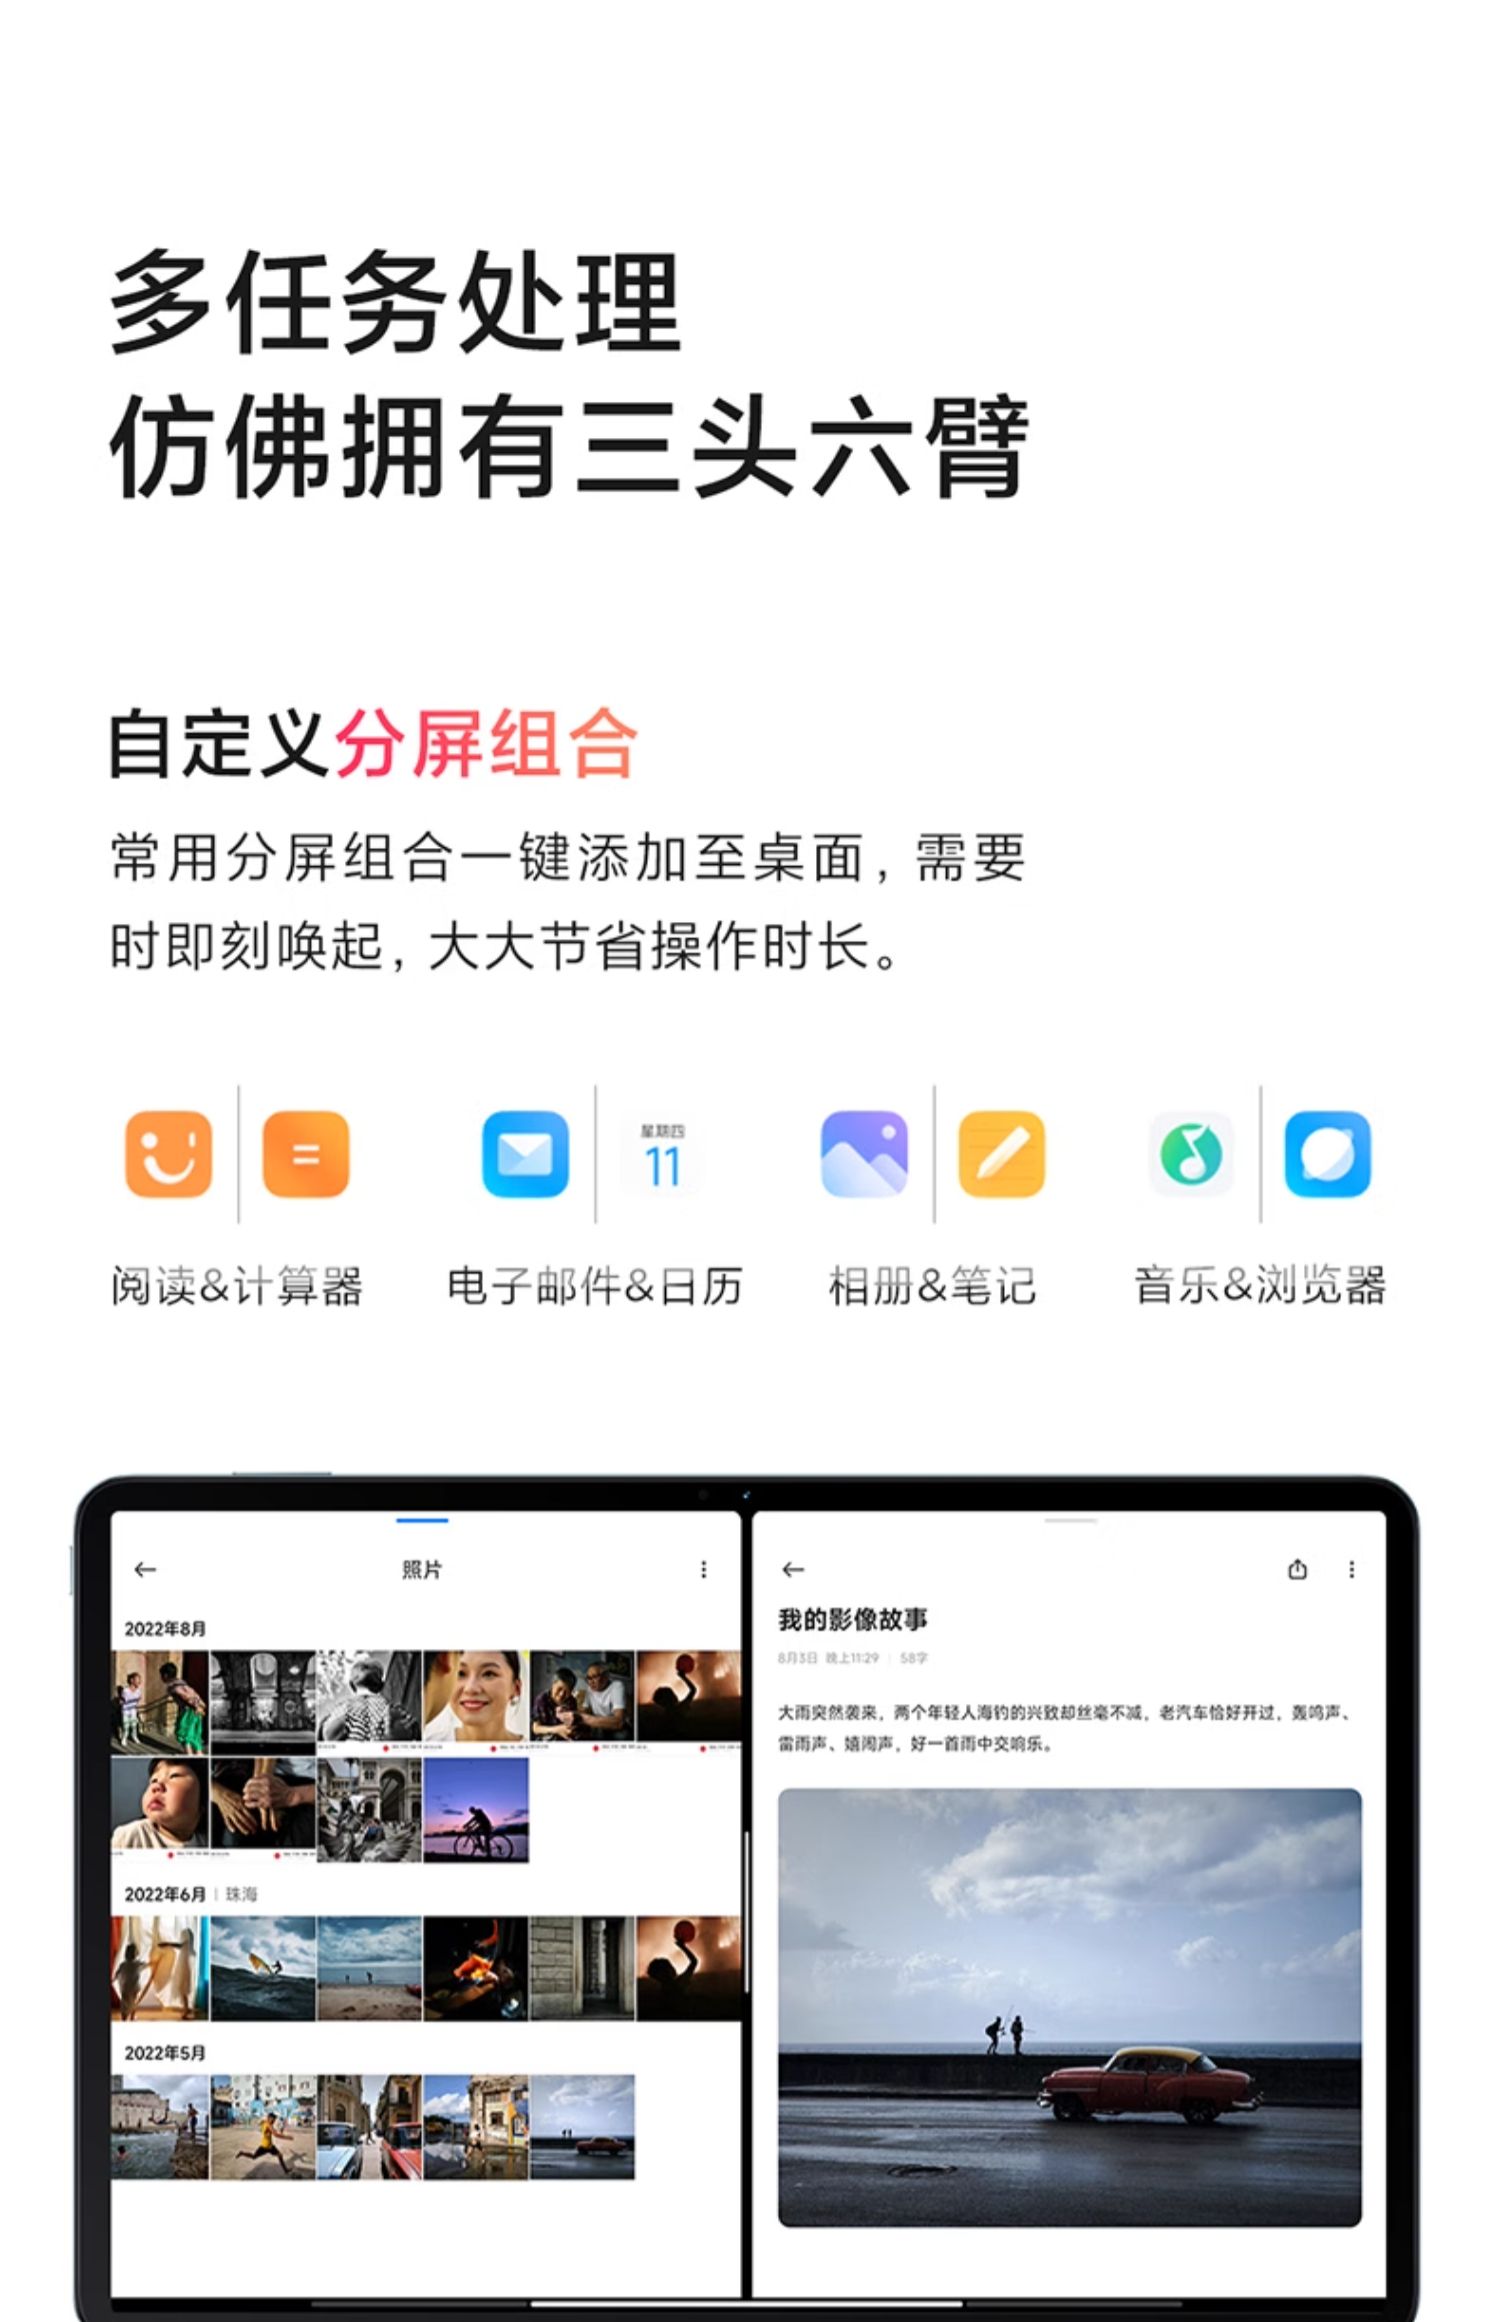 多任务处理
仿佛拥有三头六臂
自定义分屏组合
常用分屏组合一键添加至桌面，需要
时即刻唤起，大大节省操作时长。
星期四
11
阅读&计算器
电子邮件&日历
相册&笔记
音乐&浏览器
照片
2022年8月
2022年6月 | 珠海
2022年5月
我的影像故事
8月3日 晚上11:29 | 58字
大雨突然袭来，两个年轻人海钓的兴致却丝毫不减，老汽车恰好开过，轰鸣声、
雷雨声、嬉闹声，好一首雨中交响乐。